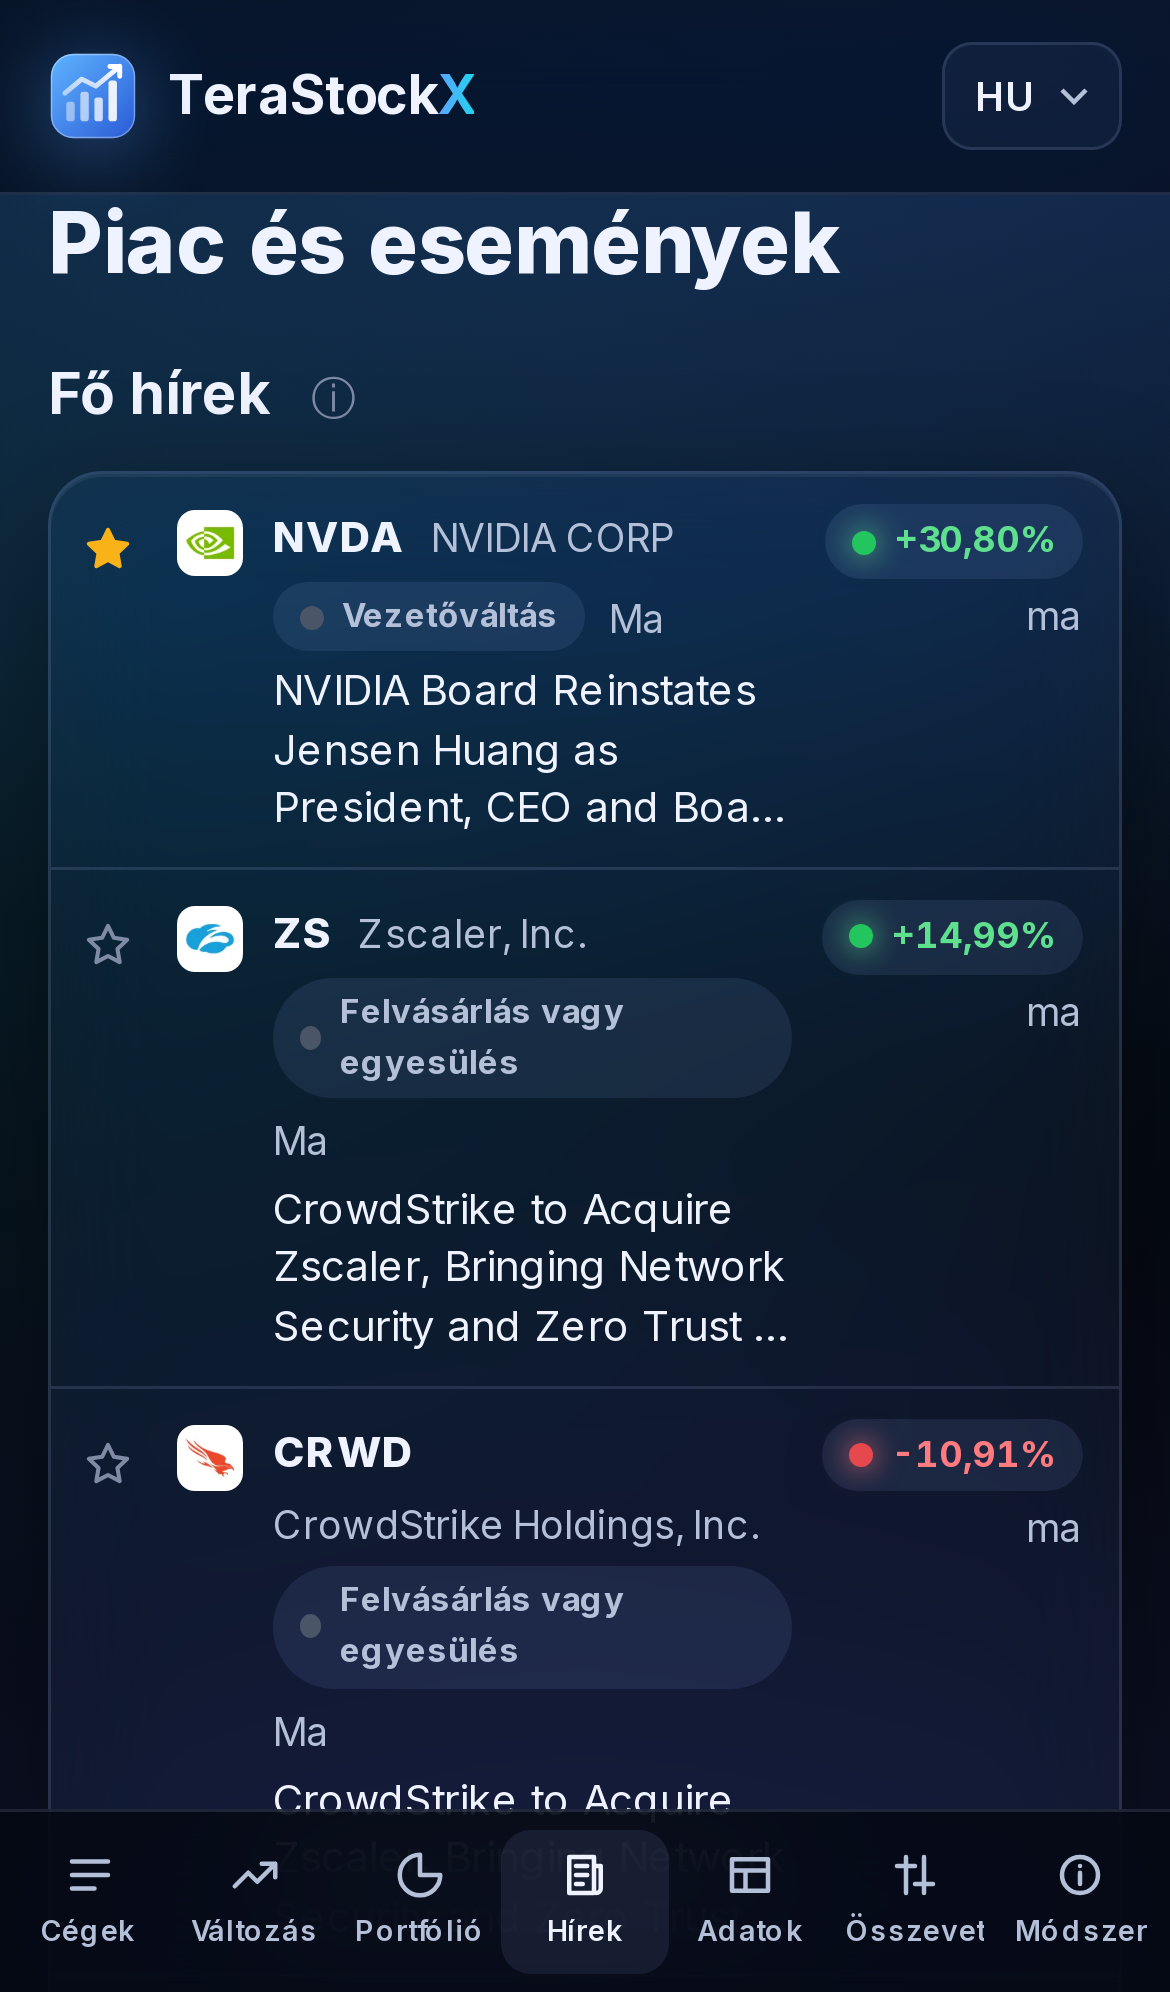 TeraStockX
HU
Piac és események
Fő hírek
NVDA NVIDIA CORP +30,80%
Vezetőváltás Ma ma
NVIDIA Board Reinstates
Jensen Huang as
President, CEO and Boa...
ZS Zscaler, Inc. +14,99%
Felvásárlás vagy
egyesülés
ma
Ma
CrowdStrike to Acquire
Zscaler, Bringing Network
Security and Zero Trust ...
CRWD -10,91%
CrowdStrike Holdings, Inc. ma
Felvásárlás vagy
egyesülés
Ma
CrowdStrike to Acquire
Zscaler, Bringing Network
Cégek Változás Portfólió Hírek Adatok Összevet Módszer